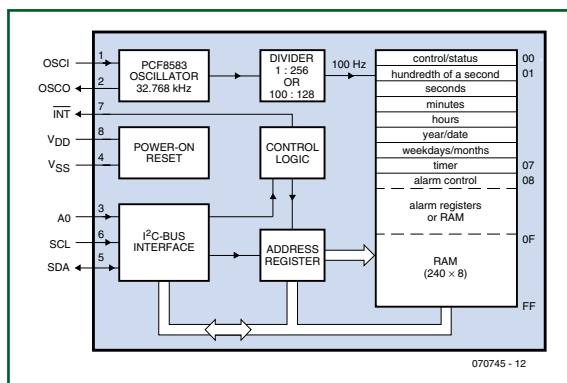 OSCI
1
OSCO
2
INT
7
VDD
8
VSS
4
A0
3
SCL
6
SDA
5
PCF8583
OSCILLATOR
32.768 kHz
DIVIDER
1 : 256
OR
100 : 128
100 Hz
POWER-ON
RESET
CONTROL
LOGIC
I²C-BUS
INTERFACE
ADDRESS
REGISTER
control/status
00
hundredth of a second
01
seconds
minutes
hours
year/date
weekdays/months
timer
07
alarm control
08
alarm registers
or RAM
0F
RAM
(240 × 8)
FF
070745 - 12